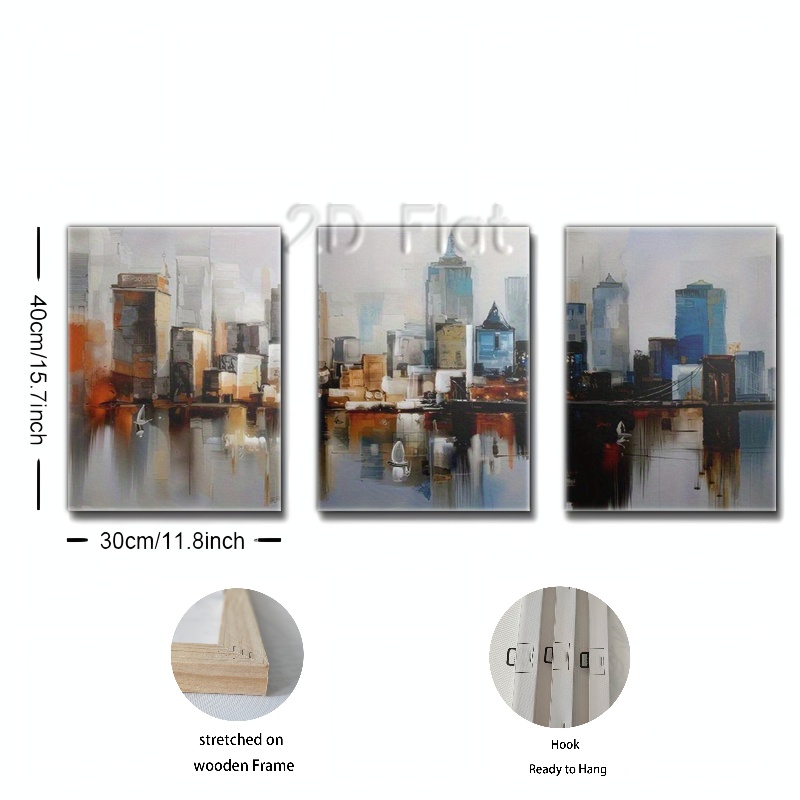 2D Flat
40cm/15.7inch
30cm/11.8inch
stretched on
wooden Frame
Hook
Ready to Hang